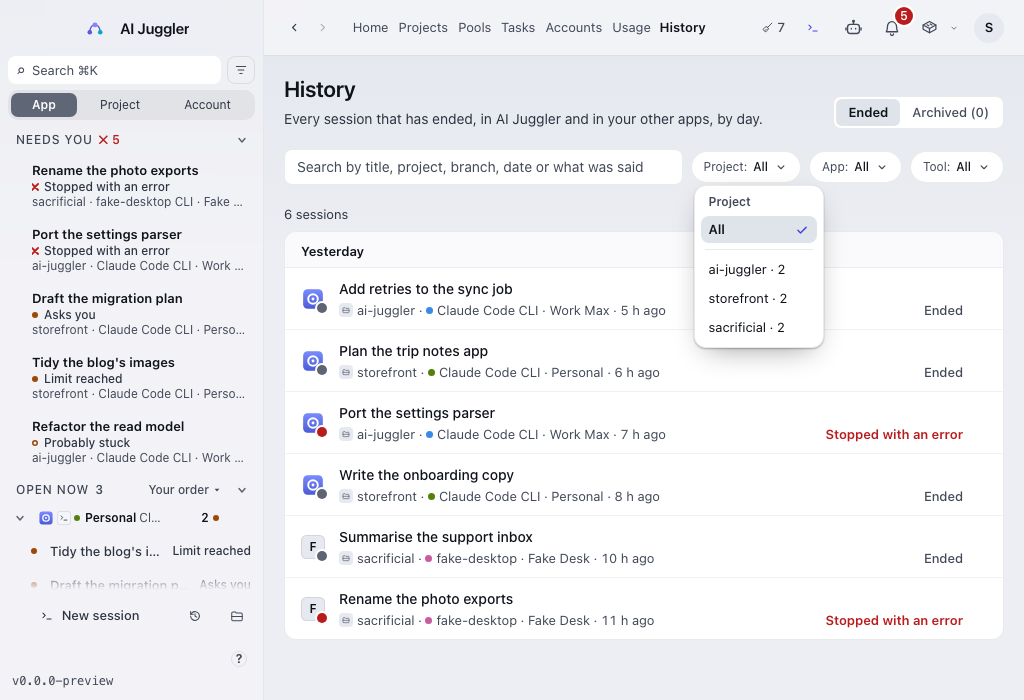 AI Juggler
Search ⌘K
App Project Account
NEEDS YOU 5
Rename the photo exports
Stopped with an error
sacrificial · fake-desktop CLI · Fake ...
Port the settings parser
Stopped with an error
ai-juggler · Claude Code CLI · Work ...
Draft the migration plan
Asks you
storefront · Claude Code CLI · Perso...
Tidy the blog's images
Limit reached
storefront · Claude Code CLI · Perso...
Refactor the read model
Probably stuck
ai-juggler · Claude Code CLI · Work ...
OPEN NOW 3 Your order
Personal Cl... 2
Tidy the blog's i... Limit reached
Draft the migration p... Asks you
New session
?
v0.0.0-preview
Home Projects Pools Tasks Accounts Usage History
7
5
S
History
Every session that has ended, in AI Juggler and in your other apps, by day.
Ended Archived (0)
Search by title, project, branch, date or what was said
Project: All App: All Tool: All
Project
All
ai-juggler · 2
storefront · 2
sacrificial · 2
6 sessions
Yesterday
Add retries to the sync job
ai-juggler · Claude Code CLI · Work Max · 5 h ago
Ended
Plan the trip notes app
storefront · Claude Code CLI · Personal · 6 h ago
Ended
Port the settings parser
ai-juggler · Claude Code CLI · Work Max · 7 h ago
Stopped with an error
Write the onboarding copy
storefront · Claude Code CLI · Personal · 8 h ago
Ended
F
Summarise the support inbox
sacrificial · fake-desktop · Fake Desk · 10 h ago
Ended
F
Rename the photo exports
sacrificial · fake-desktop · Fake Desk · 11 h ago
Stopped with an error